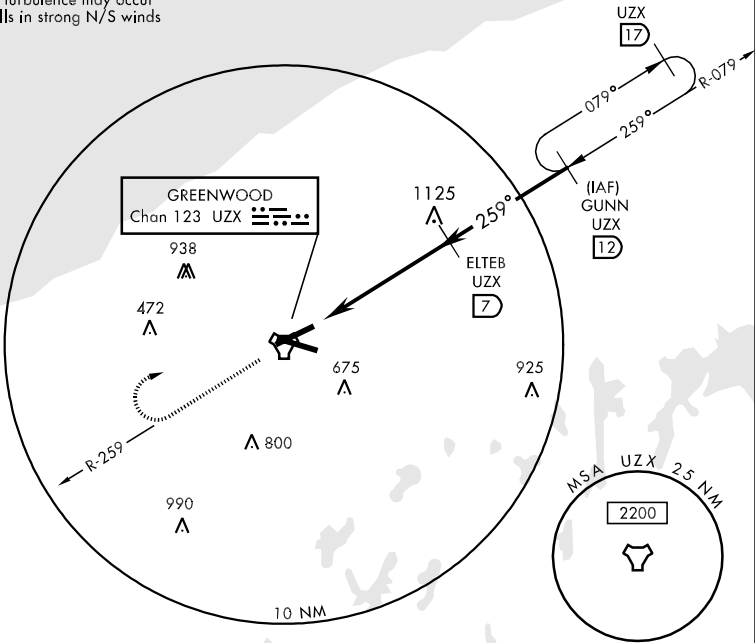 turbulence may occur
lls in strong N/S winds
UZX
17
R-079
079°
259°
(IAF)
GUNN
UZX
12
GREENWOOD
Chan 123 UZX
1125
259°
ELTEB
UZX
7
938
472
675
925
800
R-259
990
10 NM
MSA UZX 25 NM
2200